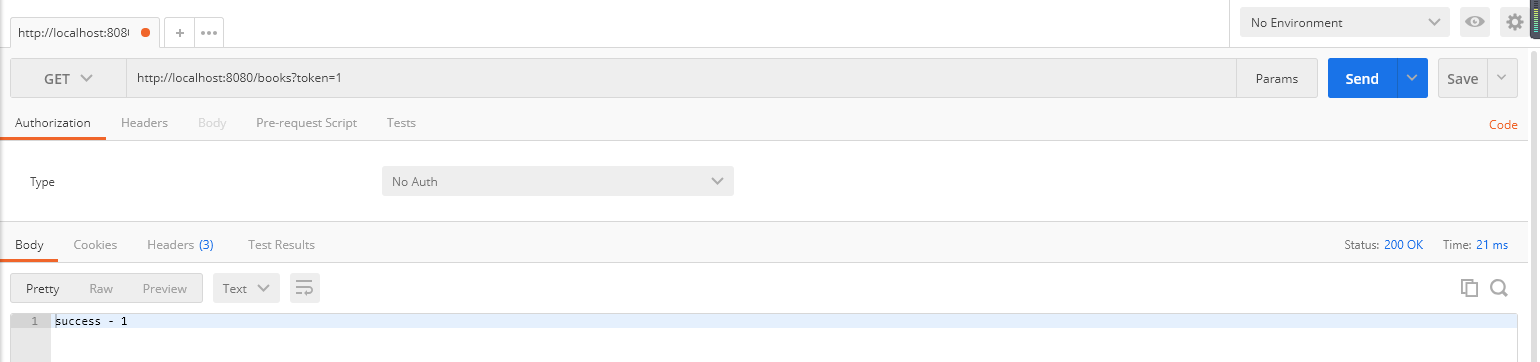 http://localhost:808
No Environment
GET http://localhost:8080/books?token=1 Params Send Save
Authorization Headers Body Pre-request Script Tests Code
Type No Auth
Body Cookies Headers (3) Test Results Status: 200 OK Time: 21 ms
Pretty Raw Preview Text
1 success - 1